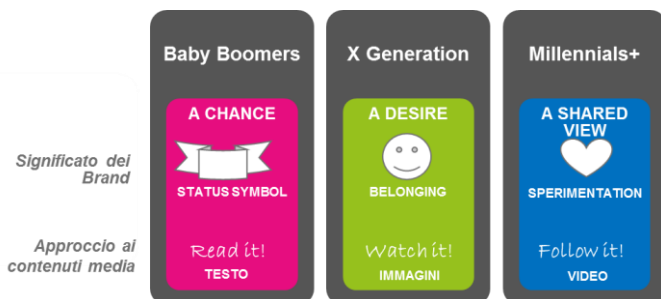 Baby Boomers
X Generation
Millennials+
A CHANCE
A DESIRE
A SHARED
VIEW
Significato dei
Brand
STATUS SYMBOL
BELONGING
SPERIMENTATION
Approccio ai
contenuti media
Read it!
Watch it!
Follow it!
TESTO
IMMAGINI
VIDEO